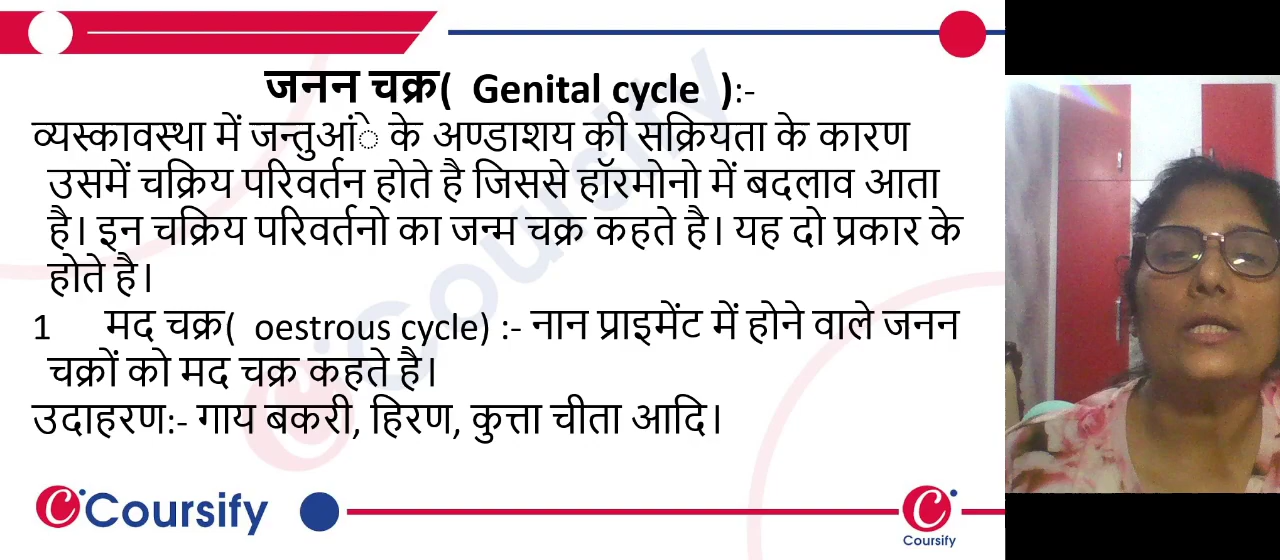 जनन चक्र( Genital cycle ):-
व्यस्कावस्था में जन्तुआंे के अण्डाशय की सक्रियता के कारण
उसमें चक्रिय परिवर्तन होते है जिससे हॉरमोनो में बदलाव आता
है। इन चक्रिय परिवर्तनो का जन्म चक्र कहते है। यह दो प्रकार के
होते है।
1 मद चक्र( oestrous cycle) :- नान प्राइमेंट में होने वाले जनन
चक्रों को मद चक्र कहते है।
उदाहरण:- गाय बकरी, हिरण, कुत्ता चीता आदि।
Coursify
Coursify
Coursify